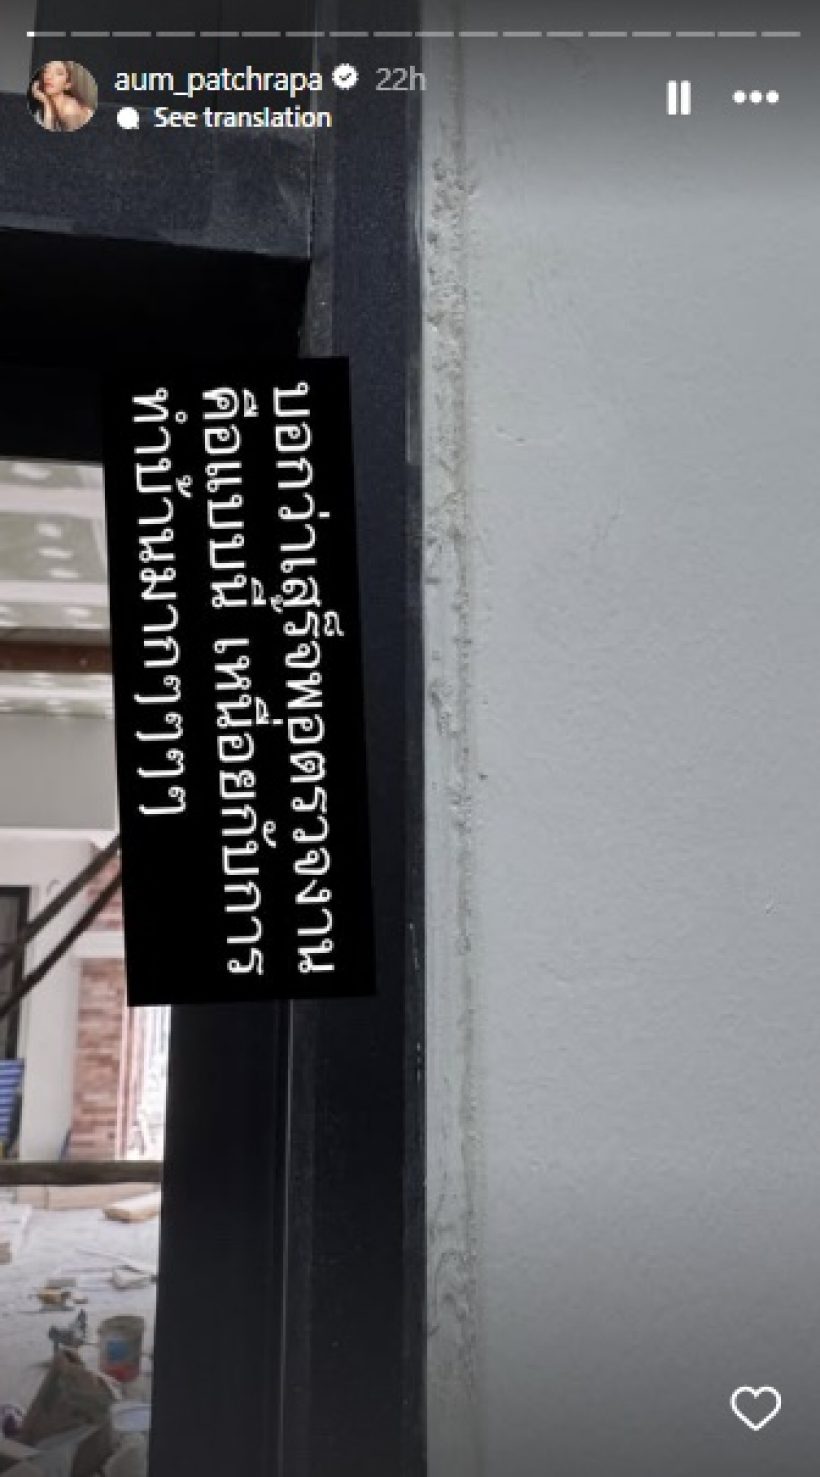 aum_patchrapa 22h
See translation
บอกว่าเสร็จพอตรวจงาน
คือแบบนี้ เหนื่อยกับการ
ทำบ้านมากๆๆๆๆ